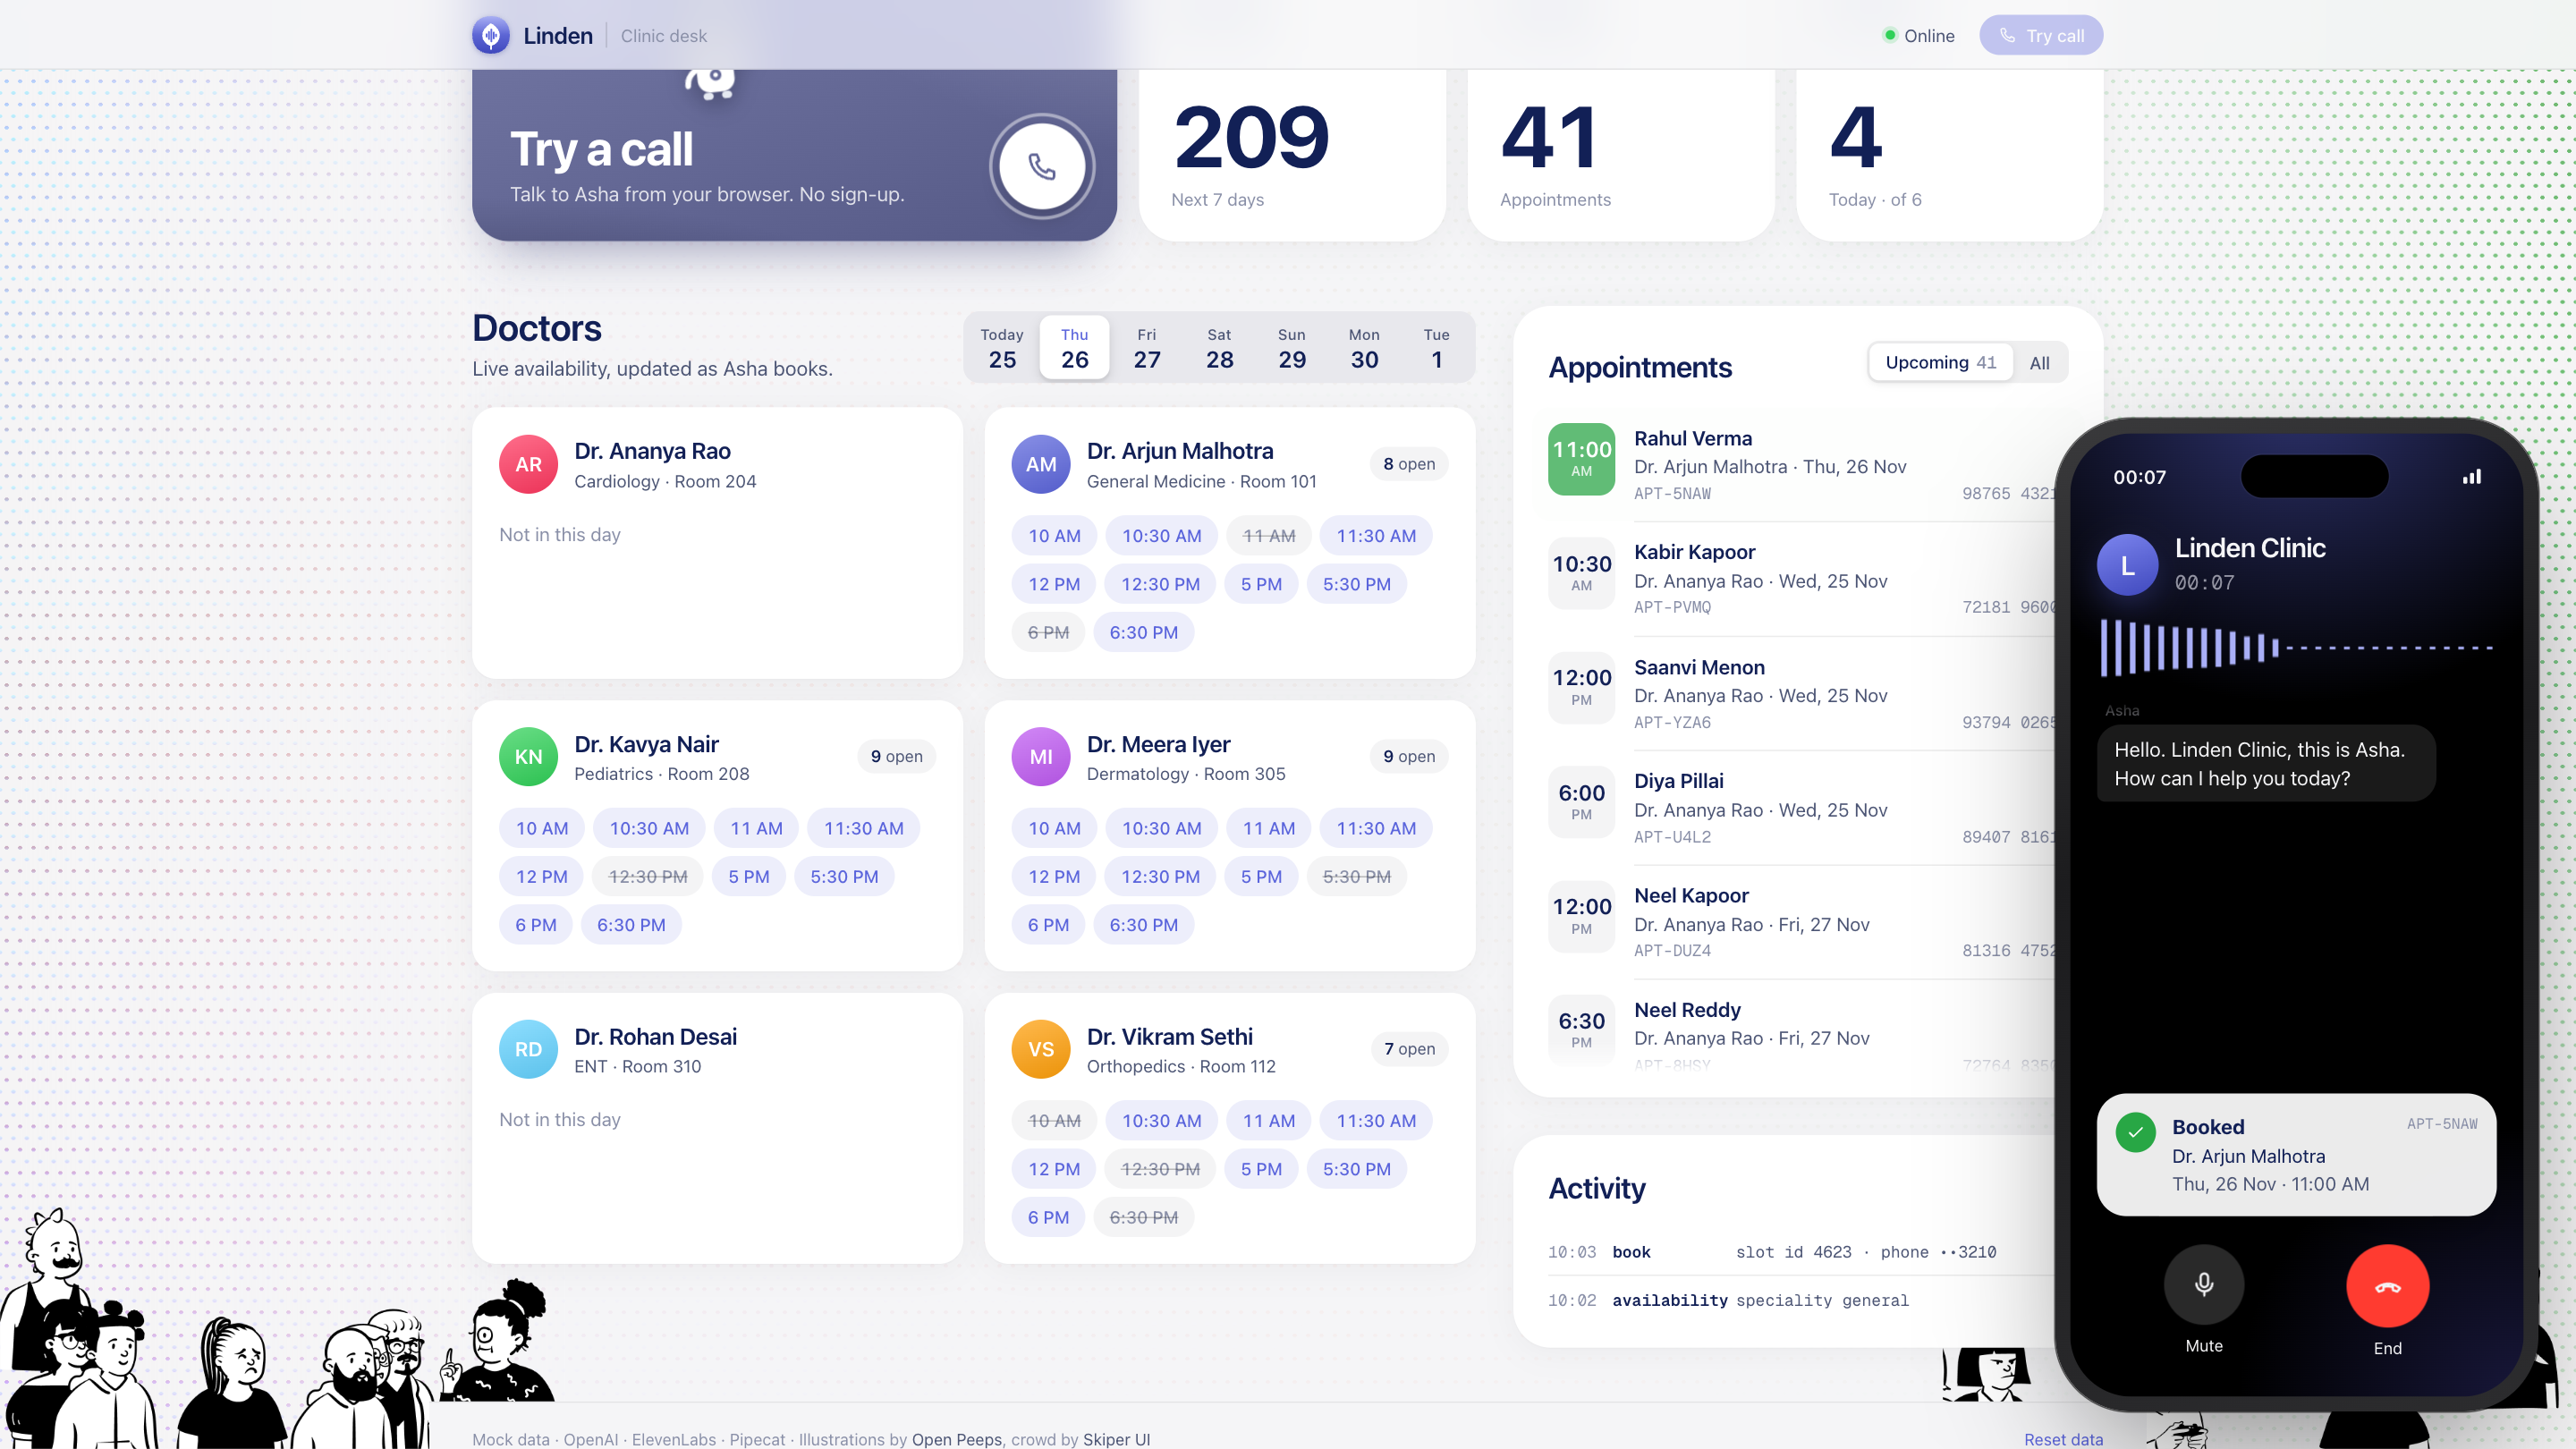 Linden
Clinic desk
Online
Try call
Try a call
Talk to Asha from your browser. No sign-up.
209
Next 7 days
41
Appointments
4
Today · of 6
Doctors
Live availability, updated as Asha books.
Today 25
Thu 26
Fri 27
Sat 28
Sun 29
Mon 30
Tue 1
AR
Dr. Ananya Rao
Cardiology · Room 204
Not in this day
AM
Dr. Arjun Malhotra
General Medicine · Room 101
8 open
10 AM 10:30 AM 11 AM 11:30 AM
12 PM 12:30 PM 5 PM 5:30 PM
6 PM 6:30 PM
KN
Dr. Kavya Nair
Pediatrics · Room 208
9 open
10 AM 10:30 AM 11 AM 11:30 AM
12 PM 12:30 PM 5 PM 5:30 PM
6 PM 6:30 PM
MI
Dr. Meera Iyer
Dermatology · Room 305
9 open
10 AM 10:30 AM 11 AM 11:30 AM
12 PM 12:30 PM 5 PM 5:30 PM
6 PM 6:30 PM
RD
Dr. Rohan Desai
ENT · Room 310
Not in this day
VS
Dr. Vikram Sethi
Orthopedics · Room 112
7 open
10 AM 10:30 AM 11 AM 11:30 AM
12 PM 12:30 PM 5 PM 5:30 PM
6 PM 6:30 PM
Appointments
Upcoming 41
All
11:00 AM
Rahul Verma
Dr. Arjun Malhotra · Thu, 26 Nov
APT-5NAW 98765 4321
10:30 AM
Kabir Kapoor
Dr. Ananya Rao · Wed, 25 Nov
APT-PVMQ 72181 9600
12:00 PM
Saanvi Menon
Dr. Ananya Rao · Wed, 25 Nov
APT-YZA6 93794 0265
6:00 PM
Diya Pillai
Dr. Ananya Rao · Wed, 25 Nov
APT-U4L2 89407 8161
12:00 PM
Neel Kapoor
Dr. Ananya Rao · Fri, 27 Nov
APT-DUZ4 81316 4752
6:30 PM
Neel Reddy
Dr. Ananya Rao · Fri, 27 Nov
APT-8HSY 72764 8350
Activity
10:03 book slot id 4623 · phone ··3210
10:02 availability speciality general
00:07
L
Linden Clinic
00:07
Asha
Hello. Linden Clinic, this is Asha.
How can I help you today?
Booked
APT-5NAW
Dr. Arjun Malhotra
Thu, 26 Nov · 11:00 AM
Mute
End
Mock data · OpenAI · ElevenLabs · Pipecat · Illustrations by Open Peeps, crowd by Skiper UI
Reset data